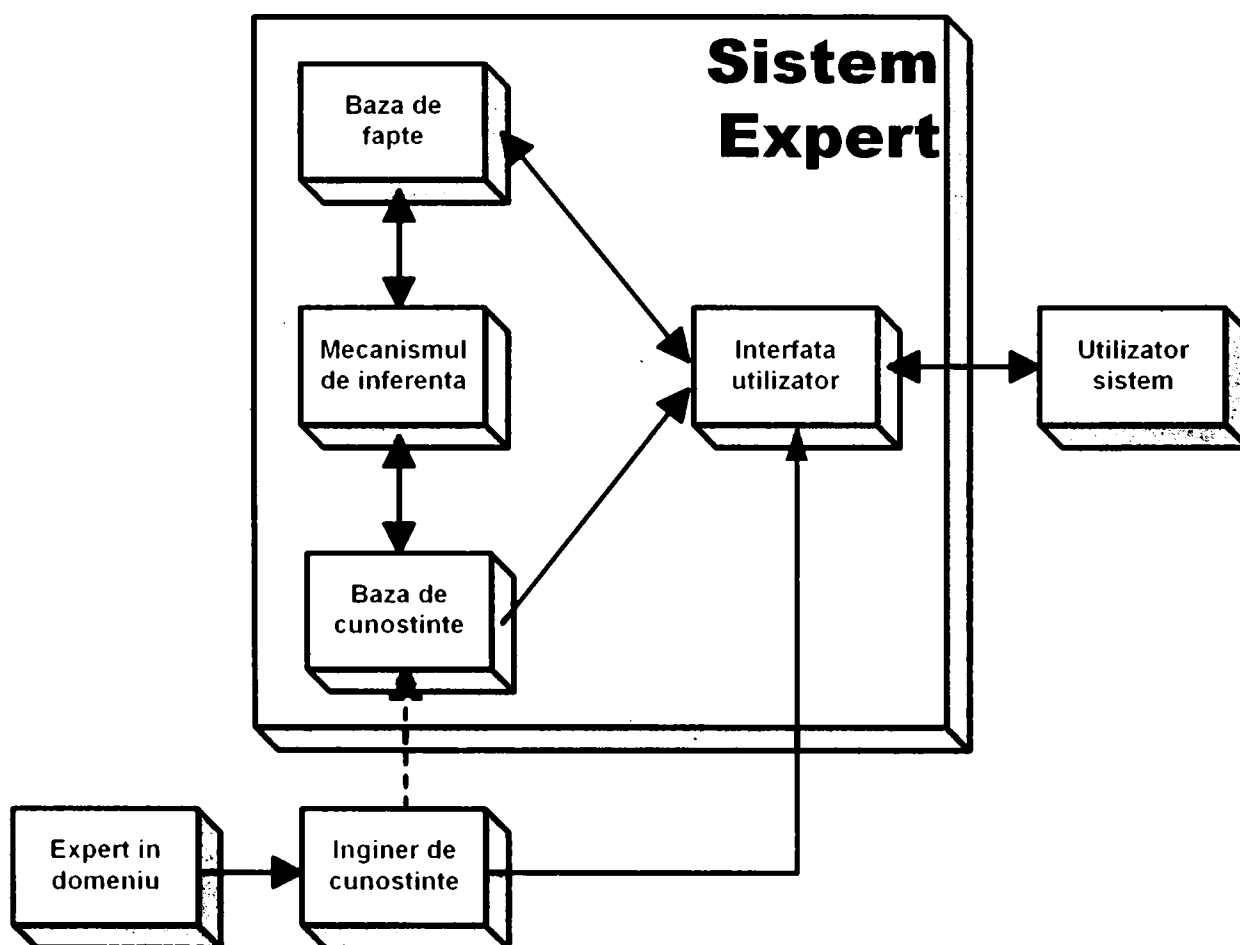 Sistem
Expert
Baza de
fapte
Mecanismul
de inferenta
Interfata
utilizator
Utilizator
sistem
Baza de
cunostinte
Expert in
domeniu
Inginer de
cunostinte